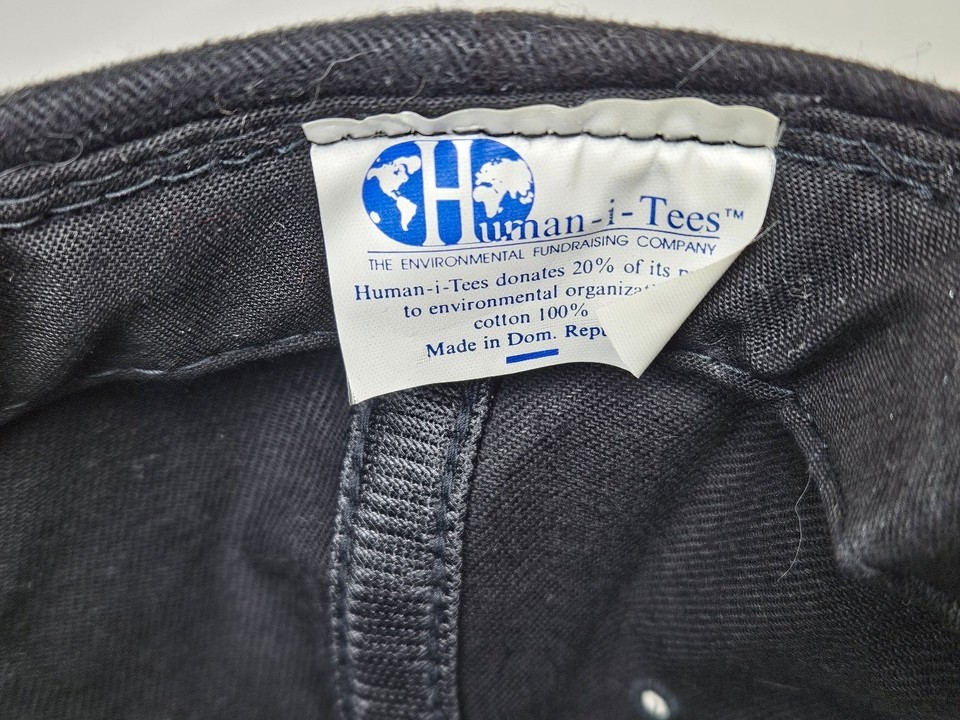 Human-i-Tees™
THE ENVIRONMENTAL FUNDRAISING COMPANY
Human-i-Tees donates 20% of its
to environmental
cotton 100%
Made in Dom.